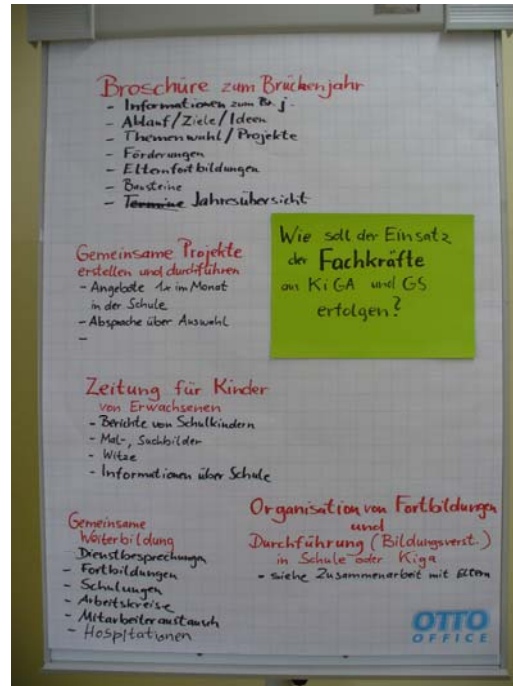 Broschüre zum Brückenjahr
- Informationen zum Br.j.
- Ablauf/Ziele/Ideen
- Themenwahl/Projekte
- Förderungen
- Elternfortbildungen
- Bausteine
- Termine Jahresübersicht
Wie soll der Einsatz
der Fachkräfte
aus KiGA und GS
erfolgen?
Gemeinsame Projekte
erstellen und durchführen
- Angebote 1x im Monat
in der Schule
- Absprache über Auswahl
-
Zeitung für Kinder
von Erwachsenen
- Berichte von Schulkindern
- Mal-, Suchbilder
- Witze
- Informationen über Schule
Gemeinsame
Weiterbildung
- Dienstbesprechungen
- Fortbildungen
- Schulungen
- Arbeitskreise
- Mitarbeiteraustausch
- Hospitationen
Organisation von Fortbildungen
und
Durchführung (Bildungsverst.)
in Schule oder Kiga
- siehe Zusammenarbeit mit Eltern
OTTO
OFFICE